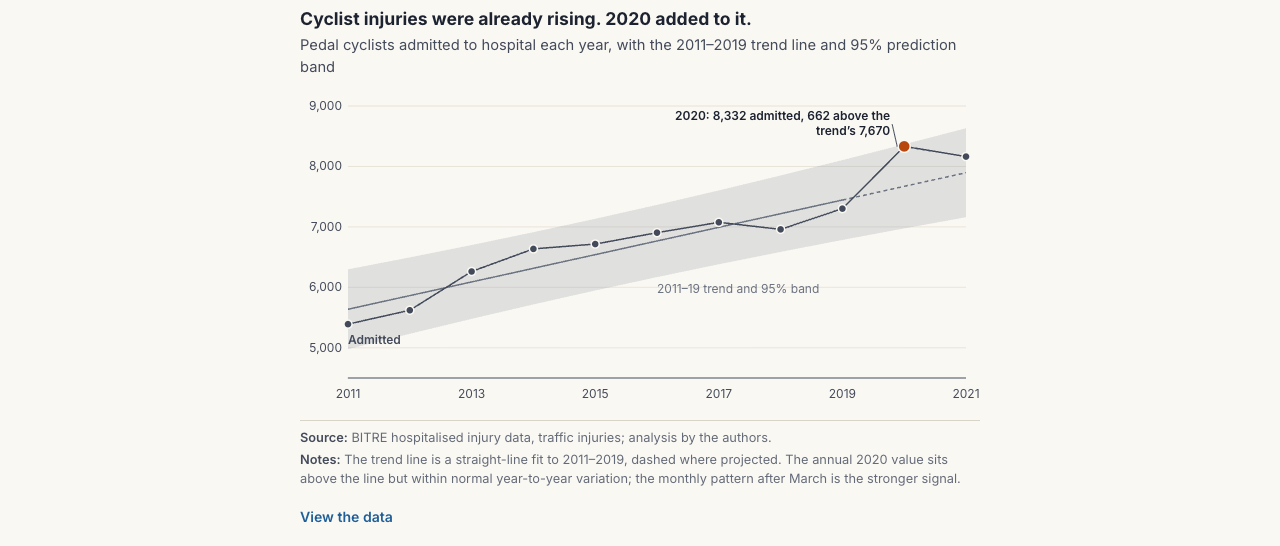 Cyclist injuries were already rising. 2020 added to it.
Pedal cyclists admitted to hospital each year, with the 2011–2019 trend line and 95% prediction
band
9,000
2020: 8,332 admitted, 662 above the
trend’s 7,670
8,000
7,000
6,000
2011–19 trend and 95% band
Admitted
5,000
2011 2013 2015 2017 2019 2021
Source: BITRE hospitalised injury data, traffic injuries; analysis by the authors.
Notes: The trend line is a straight-line fit to 2011–2019, dashed where projected. The annual 2020 value sits
above the line but within normal year-to-year variation; the monthly pattern after March is the stronger signal.
View the data